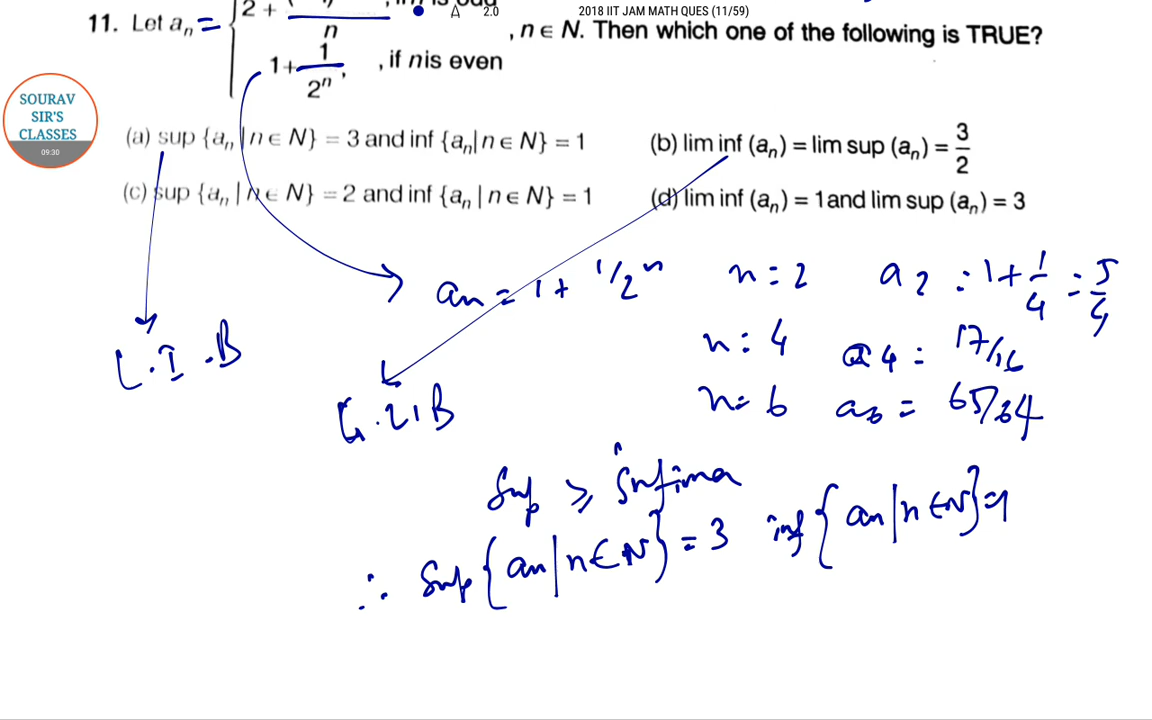 2018 IIT JAM MATH QUES (11/59)
2 +
A 2.0
11. Let aₙ =
n
, n ∈ N. Then which one of the following is TRUE?
1 + 1/2ⁿ, , if n is even
SOURAV
SIR'S
CLASSES
09:30
(a) sup {aₙ | n ∈ N} = 3 and inf {aₙ | n ∈ N} = 1
(b) lim inf (aₙ) = lim sup (aₙ) = 3/2
(c) sup {aₙ | n ∈ N} = 2 and inf {aₙ | n ∈ N} = 1
(d) lim inf (aₙ) = 1 and lim sup (aₙ) = 3
an = 1 + 1/2ⁿ
n = 2 a2 = 1 + 1/4 = 5/4
n = 4 a4 = 17/16
n = 6 a6 = 65/64
L.I.B
Sup ≥ Infima
∴ Sup {an | n ∈ N} = 3 inf {an | n ∈ N} = 1